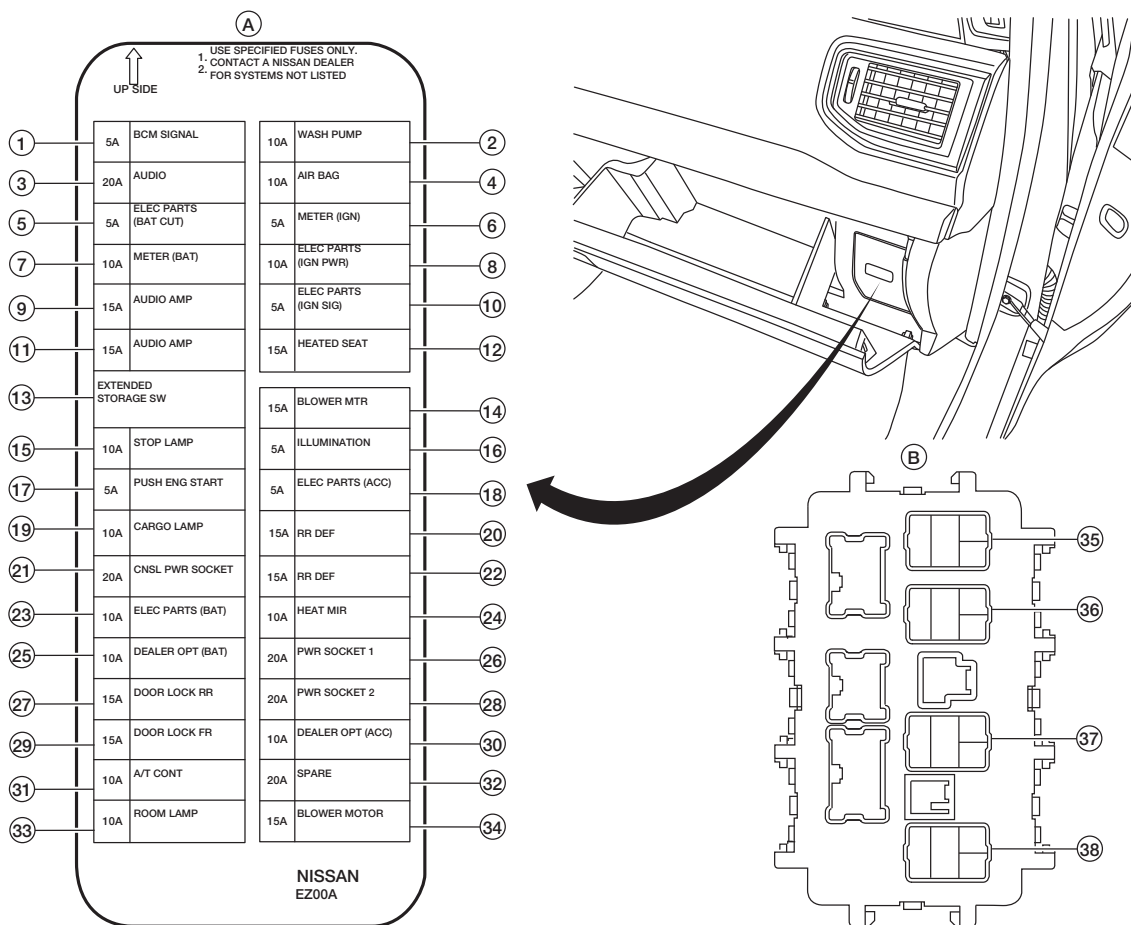 A
UP SIDE
1. USE SPECIFIED FUSES ONLY.
2. CONTACT A NISSAN DEALER
FOR SYSTEMS NOT LISTED
1 5A BCM SIGNAL
10A WASH PUMP 2
3 20A AUDIO
10A AIR BAG 4
5 5A ELEC PARTS
(BAT CUT)
5A METER (IGN) 6
7 10A METER (BAT)
10A ELEC PARTS
(IGN PWR) 8
9 15A AUDIO AMP
5A ELEC PARTS
(IGN SIG) 10
11 15A AUDIO AMP
15A HEATED SEAT 12
13 EXTENDED
STORAGE SW
15A BLOWER MTR 14
15 10A STOP LAMP
5A ILLUMINATION 16
17 5A PUSH ENG START
5A ELEC PARTS (ACC) 18
19 10A CARGO LAMP
15A RR DEF 20
21 20A CNSL PWR SOCKET
15A RR DEF 22
23 10A ELEC PARTS (BAT)
10A HEAT MIR 24
25 10A DEALER OPT (BAT)
20A PWR SOCKET 1 26
27 15A DOOR LOCK RR
20A PWR SOCKET 2 28
29 15A DOOR LOCK FR
10A DEALER OPT (ACC) 30
31 10A A/T CONT
20A SPARE 32
33 10A ROOM LAMP
15A BLOWER MOTOR 34
NISSAN
EZ00A
B
35
36
37
38